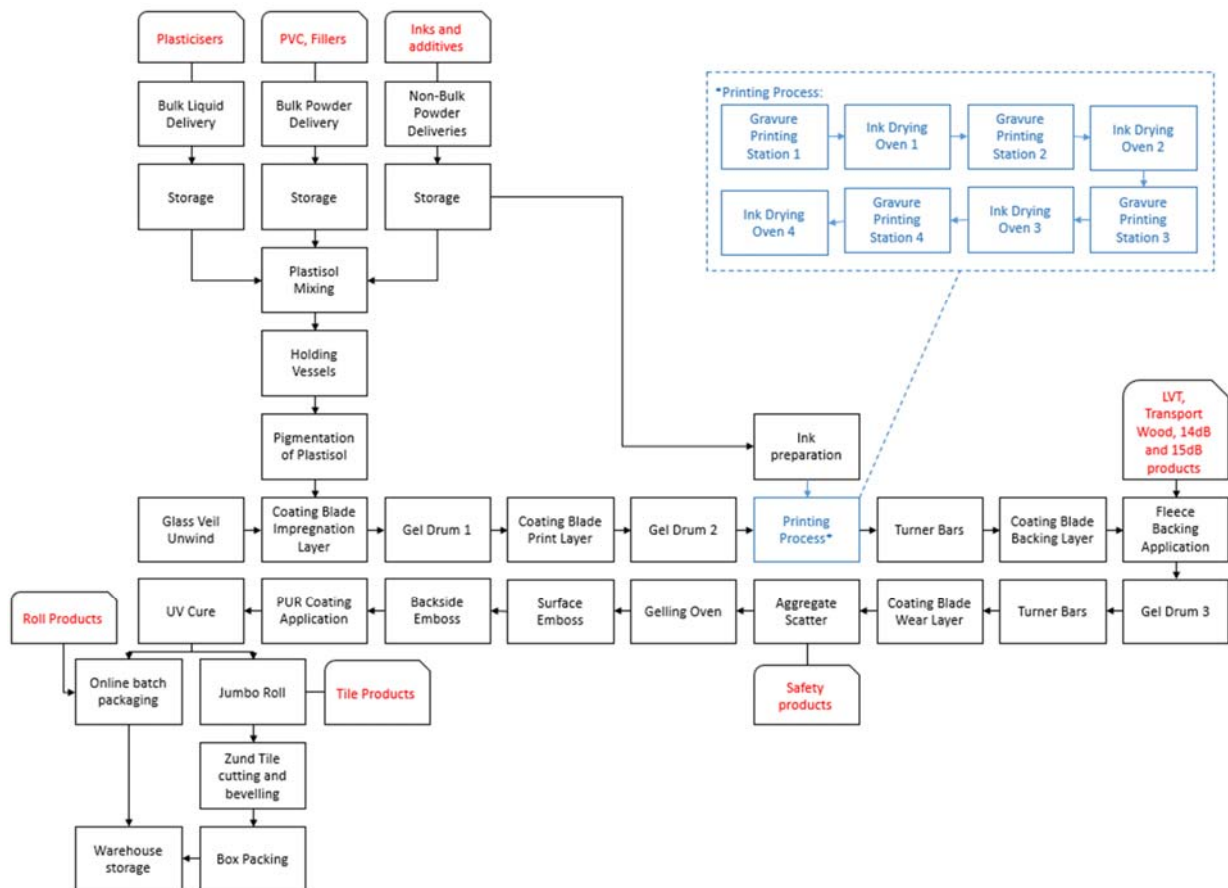 Plasticisers
PVC, Fillers
Inks and
additives
Bulk Liquid
Delivery
Bulk Powder
Delivery
Non-Bulk
Powder
Deliveries
Storage
Storage
Storage
*Printing Process:
Gravure
Printing
Station 1
Ink Drying
Oven 1
Gravure
Printing
Station 2
Ink Drying
Oven 2
Ink Drying
Oven 4
Gravure
Printing
Station 4
Ink Drying
Oven 3
Gravure
Printing
Station 3
Plastisol
Mixing
Holding
Vessels
Pigmentation
of Plastisol
Ink
preparation
LVT,
Transport
Wood, 14dB
and 15dB
products
Glass Veil
Unwind
Coating Blade
Impregnation
Layer
Gel Drum 1
Coating Blade
Print Layer
Gel Drum 2
Printing
Process*
Turner Bars
Coating Blade
Backing Layer
Fleece
Backing
Application
Roll Products
UV Cure
PUR Coating
Application
Backside
Emboss
Surface
Emboss
Gelling Oven
Aggregate
Scatter
Coating Blade
Wear Layer
Turner Bars
Gel Drum 3
Online batch
packaging
Jumbo Roll
Tile Products
Safety
products
Zund Tile
cutting and
bevelling
Warehouse
storage
Box Packing